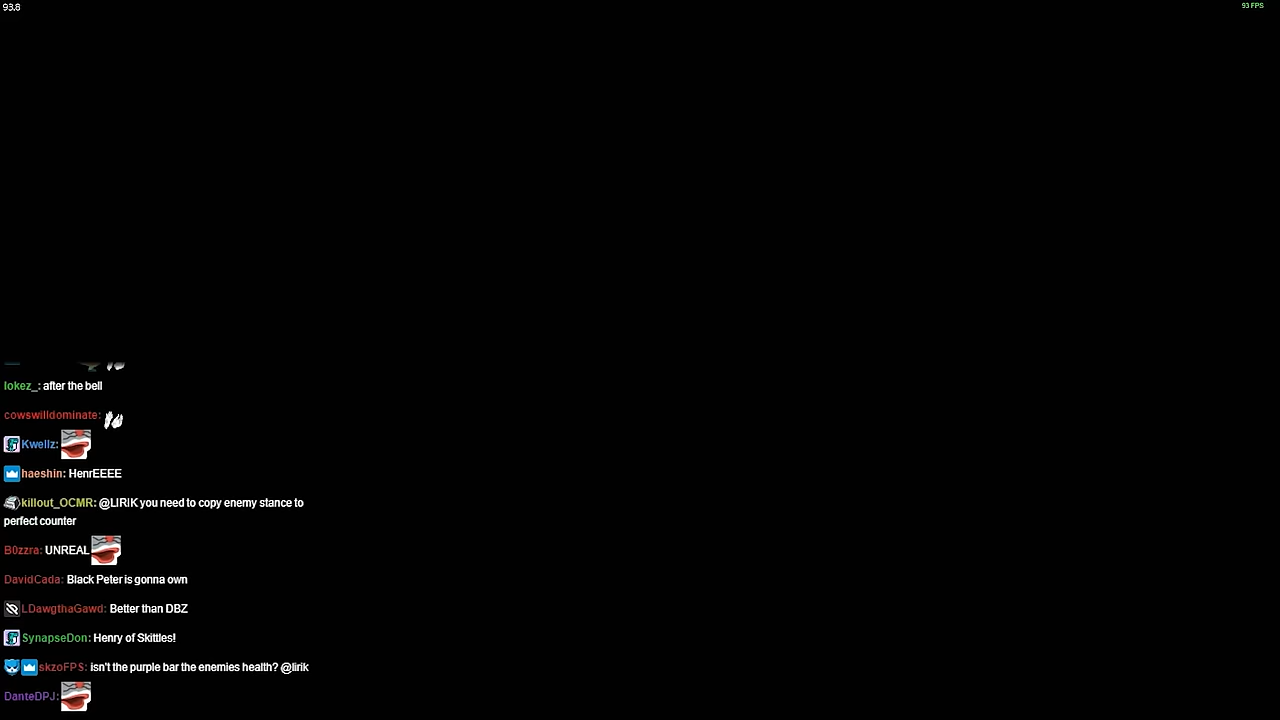 93.8
93 FPS
lokez_: after the bell
cowswilldominate:
Kwellz:
haeshin: HenrEEEE
killout_OCMR: @LIRIK you need to copy enemy stance to
perfect counter
B0zzra: UNREAL
DavidCada: Black Peter is gonna own
LDawgthaGawd: Better than DBZ
SynapseDon: Henry of Skittles!
skzoFPS: isn't the purple bar the enemies health? @lirik
DanteDPJ: